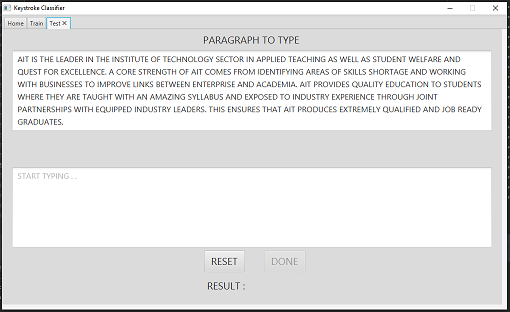 Keystroke Classifier
Home Train Test
PARAGRAPH TO TYPE
AIT IS THE LEADER IN THE INSTITUTE OF TECHNOLOGY SECTOR IN APPLIED TEACHING AS WELL AS STUDENT WELFARE AND
QUEST FOR EXCELLENCE. A CORE STRENGTH OF AIT COMES FROM IDENTIFYING AREAS OF SKILLS SHORTAGE AND WORKING
WITH BUSINESSES TO IMPROVE LINKS BETWEEN ENTERPRISE AND ACADEMIA. AIT PROVIDES QUALITY EDUCATION TO STUDENTS
WHERE THEY ARE TAUGHT WITH AN AMAZING SYLLABUS AND EXPOSED TO INDUSTRY EXPERIENCE THROUGH JOINT
PARTNERSHIPS WITH EQUIPPED INDUSTRY LEADERS. THIS ENSURES THAT AIT PRODUCES EXTREMELY QUALIFIED AND JOB READY
GRADUATES.
START TYPING . .
RESET DONE
RESULT :